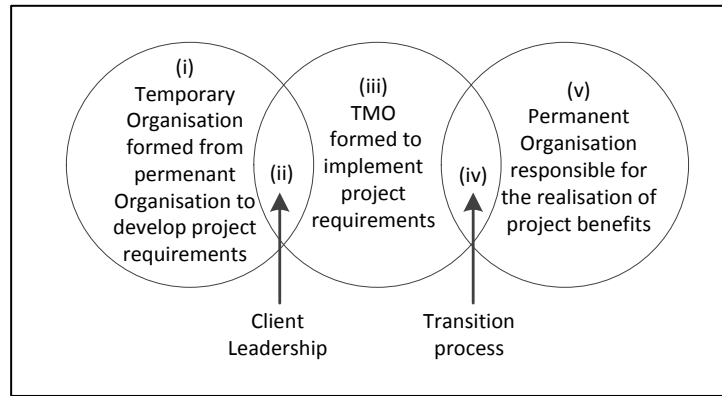 (i)
Temporary
Organisation
formed from
permenant
Organisation to
develop project
requirements
(ii)
(iii)
TMO
formed to
implement
project
requirements
(iv)
(v)
Permanent
Organisation
responsible for
the realisation of
project benefits
Client
Leadership
Transition
process